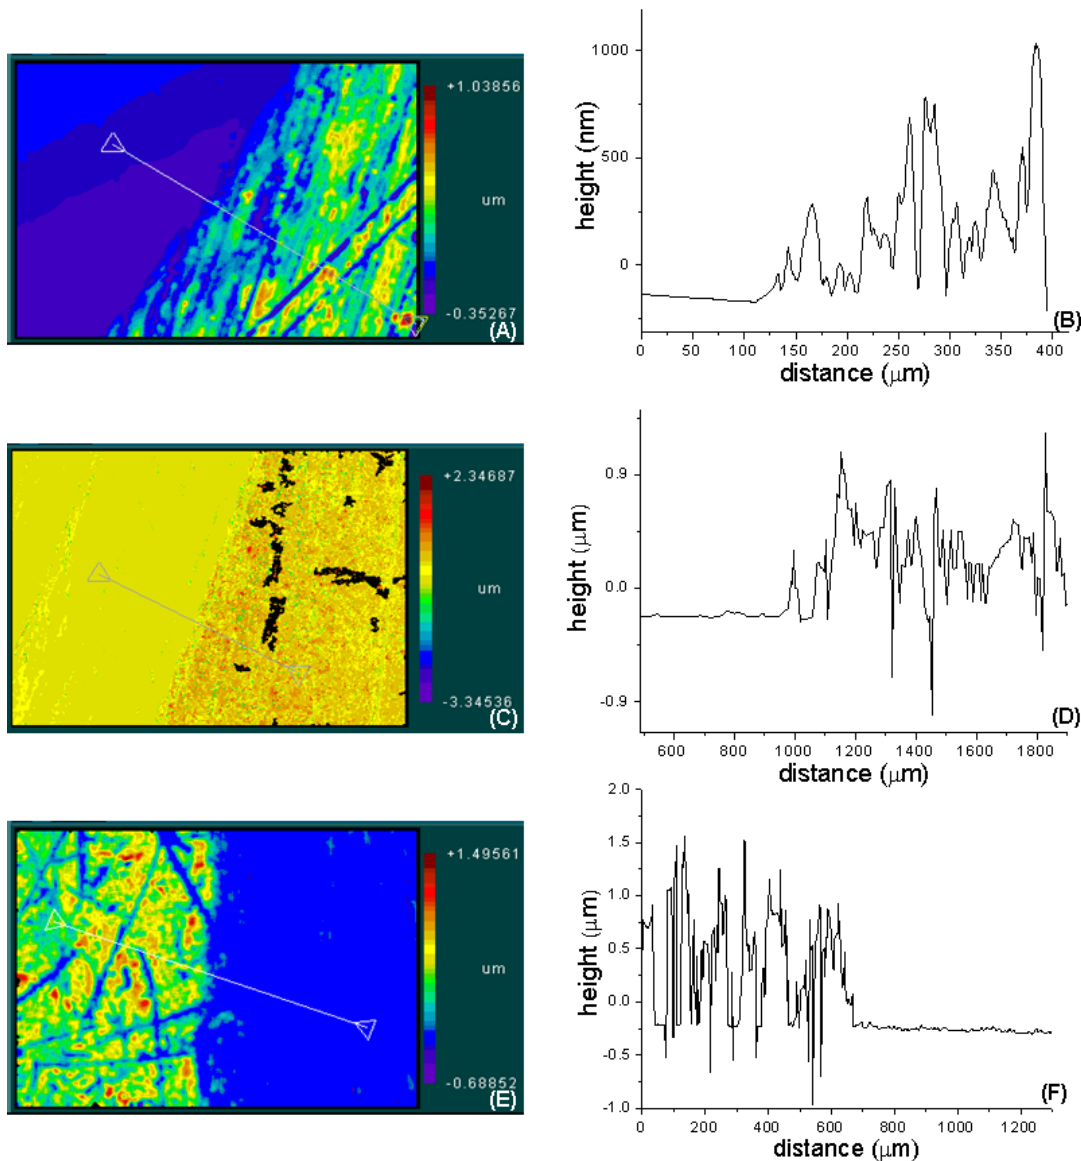 +1.03856
um
-0.35267
(A)
1000
500
0
height (nm)
0 50 100 150 200 250 300 350 400
distance (μm)
(B)
+2.34687
um
-3.34536
(C)
0.9
0.0
-0.9
height (μm)
600 800 1000 1200 1400 1600 1800
distance (μm)
(D)
+1.49561
um
-0.68852
(E)
2.0
1.5
1.0
0.5
0.0
-0.5
-1.0
height (μm)
0 200 400 600 800 1000 1200
distance (μm)
(F)